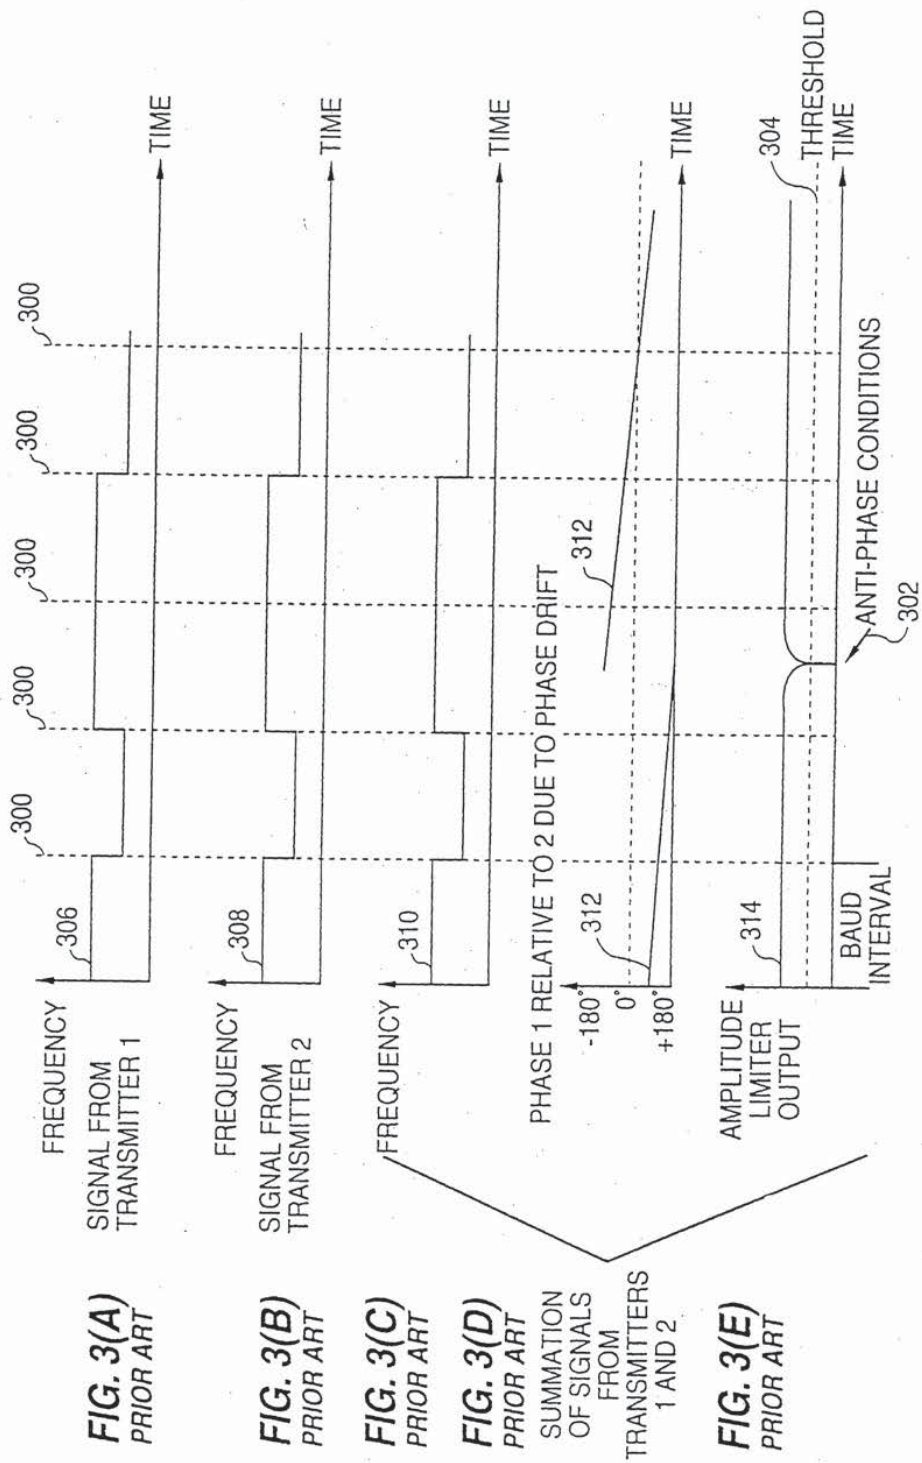 300
300
300
300
300
FREQUENCY
306
TIME
SIGNAL FROM
TRANSMITTER 1
FIG. 3(A)
PRIOR ART
FREQUENCY
308
TIME
SIGNAL FROM
TRANSMITTER 2
FIG. 3(B)
PRIOR ART
FREQUENCY
310
TIME
FIG. 3(C)
PRIOR ART
PHASE 1 RELATIVE TO 2 DUE TO PHASE DRIFT
-180°
0°
+180°
312
312
TIME
FIG. 3(D)
PRIOR ART
SUMMATION
OF SIGNALS
FROM
TRANSMITTERS
1 AND 2
AMPLITUDE
LIMITER
OUTPUT
314
304
THRESHOLD
TIME
BAUD
INTERVAL
ANTI-PHASE CONDITIONS
302
FIG. 3(E)
PRIOR ART